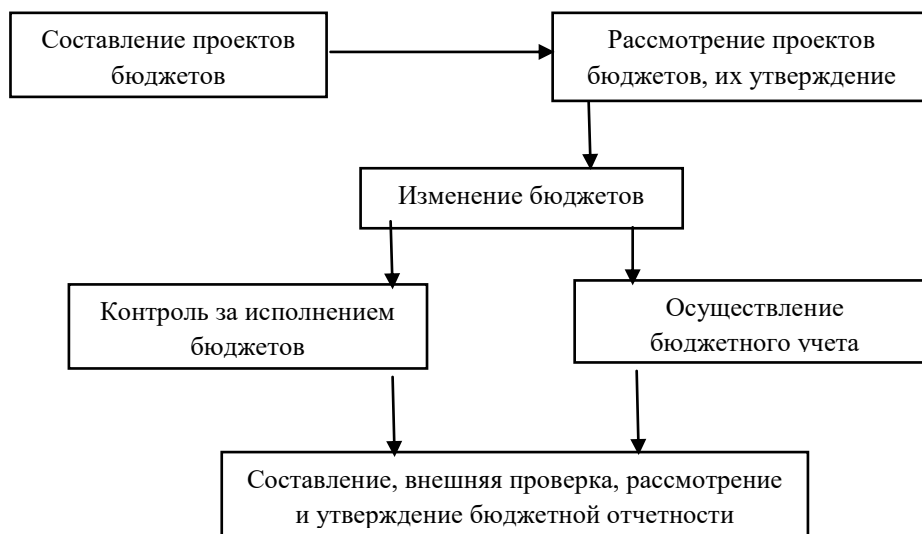 Составление проектов
бюджетов
Рассмотрение проектов
бюджетов, их утверждение
Изменение бюджетов
Контроль за исполнением
бюджетов
Осуществление
бюджетного учета
Составление, внешняя проверка, рассмотрение
и утверждение бюджетной отчетности